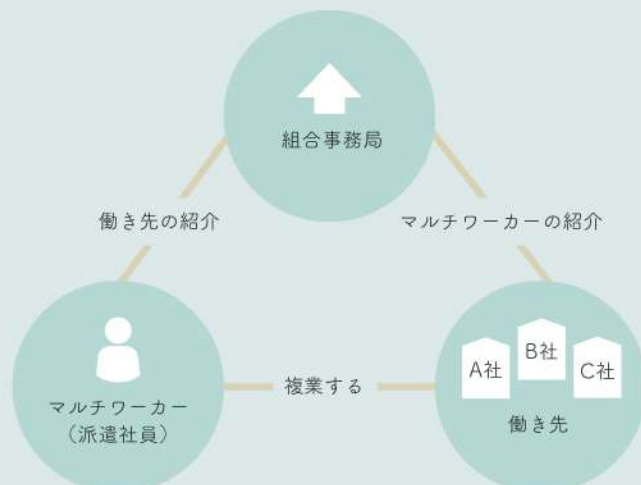 組合事務局
働き先の紹介
マルチワーカーの紹介
マルチワーカー
（派遣社員）
複業する
A社
B社
C社
働き先